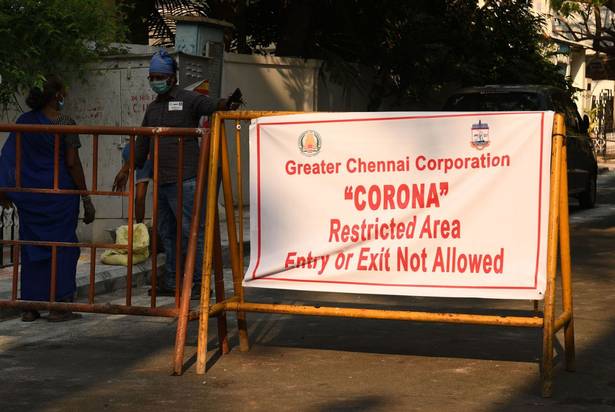 Greater Chennai Corporation
"CORONA"
Restricted Area
Entry or Exit Not Allowed